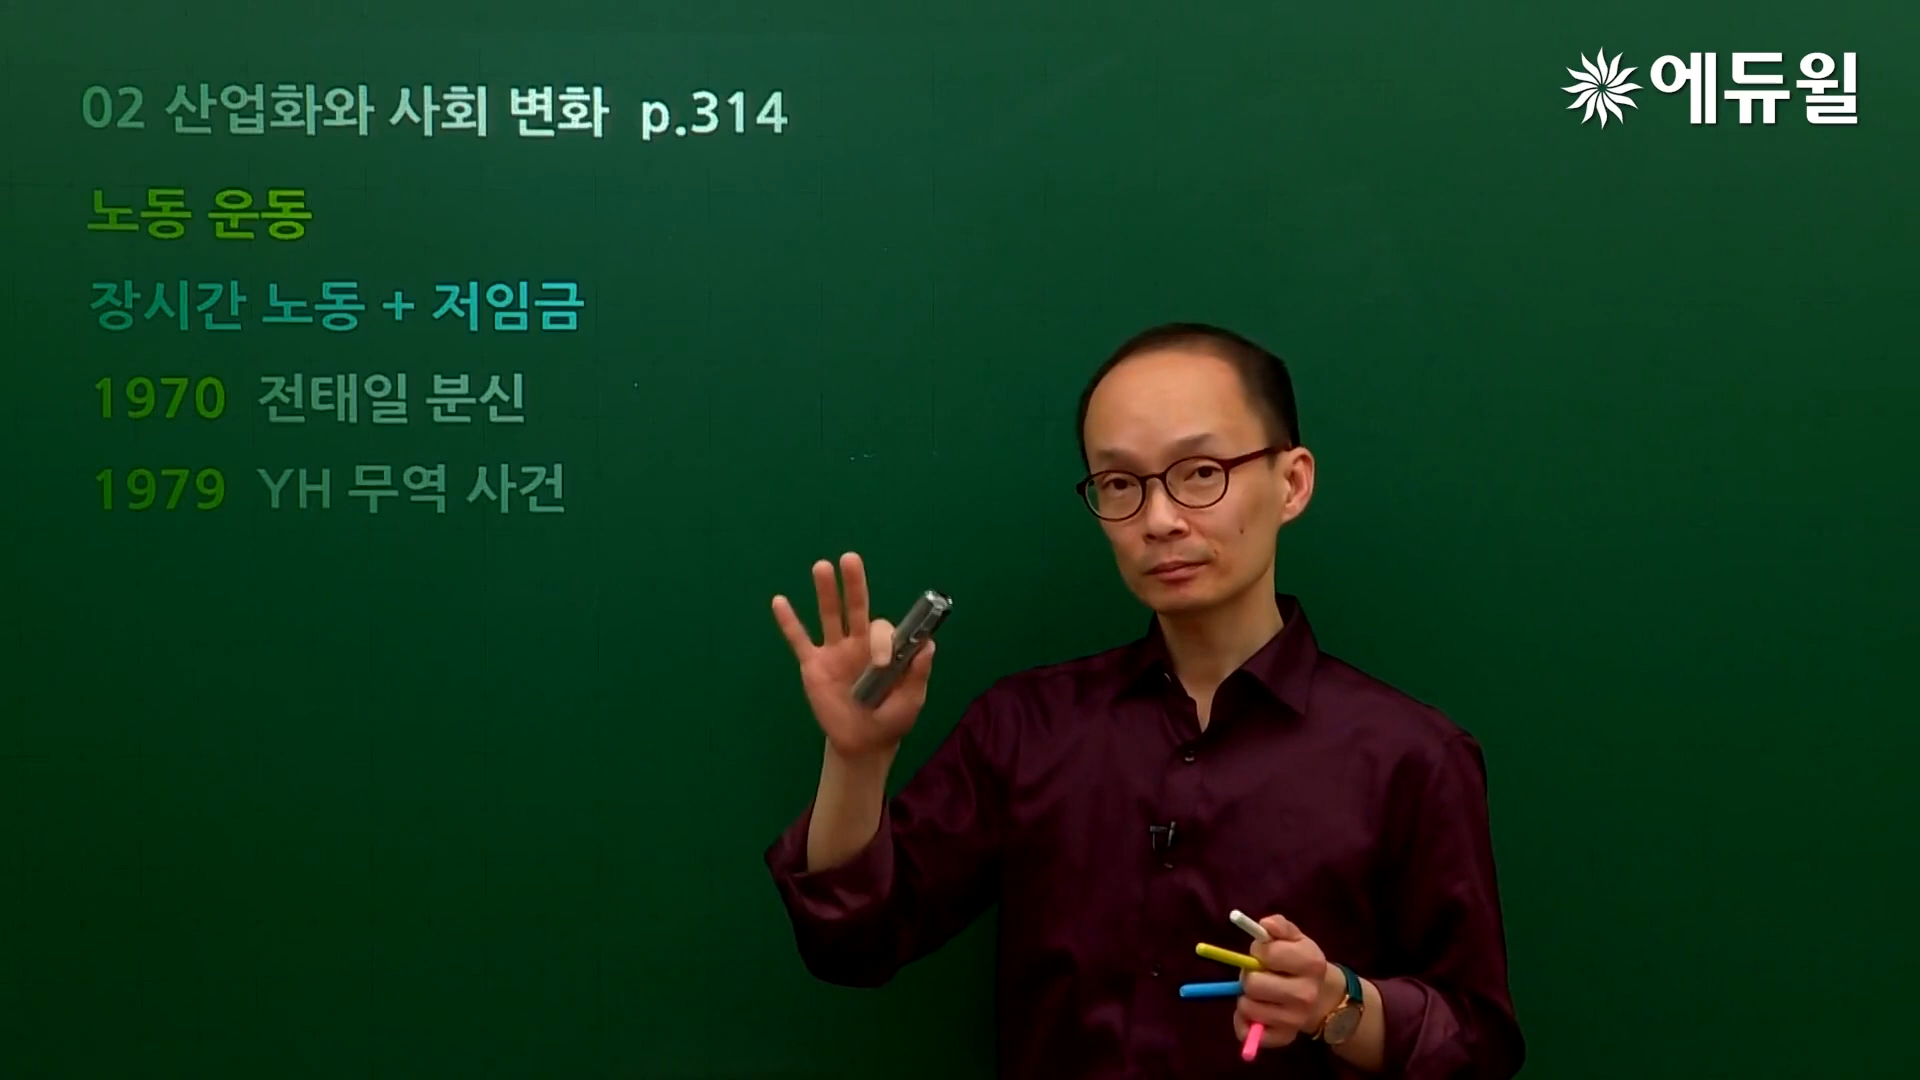 에듀윌
02 산업화와 사회 변화 p.314
노동 운동
장시간 노동 + 저임금
1970 전태일 분신
1979 YH 무역 사건